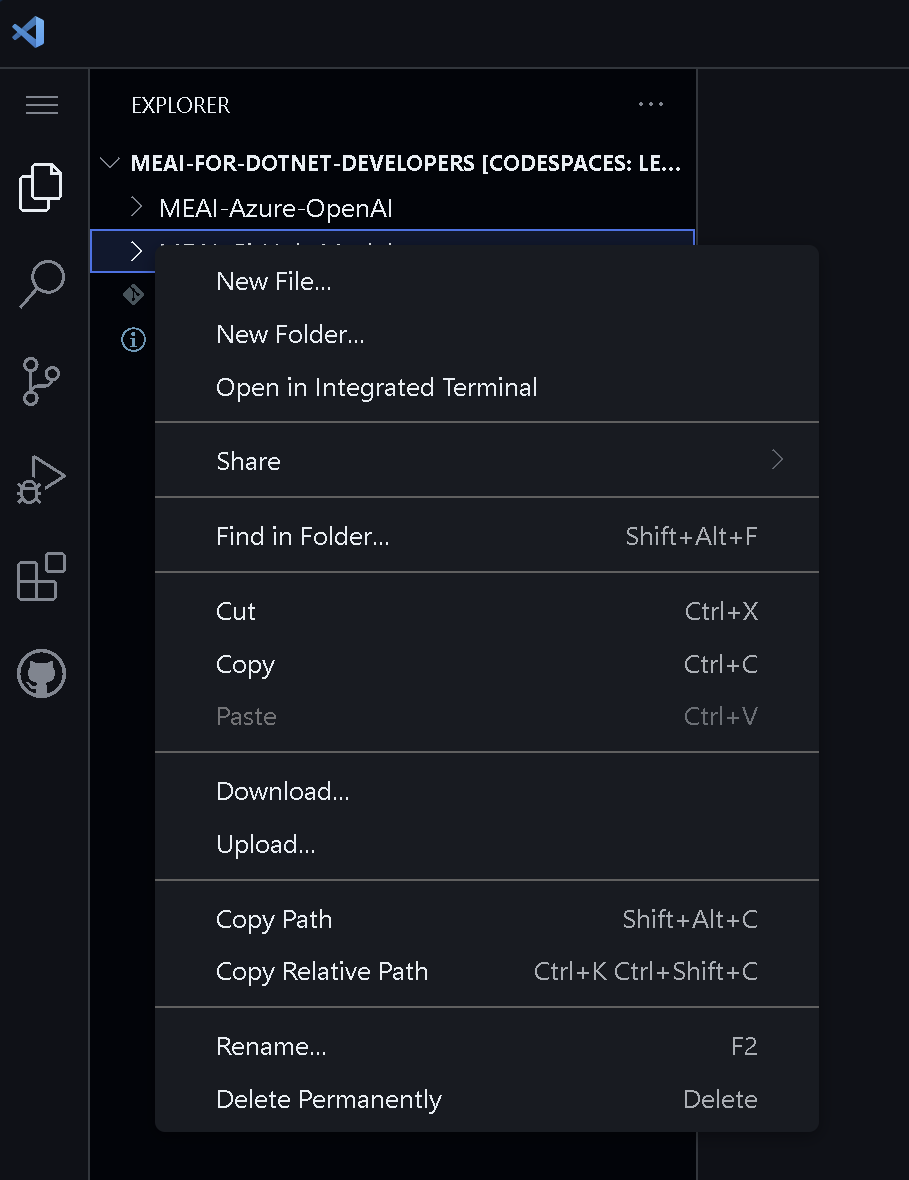 EXPLORER
MEAI-FOR-DOTNET-DEVELOPERS [CODESPACES: LE...
MEAI-Azure-OpenAI
New File...
New Folder...
Open in Integrated Terminal
Share
Find in Folder... Shift+Alt+F
Cut Ctrl+X
Copy Ctrl+C
Paste Ctrl+V
Download...
Upload...
Copy Path Shift+Alt+C
Copy Relative Path Ctrl+K Ctrl+Shift+C
Rename... F2
Delete Permanently Delete